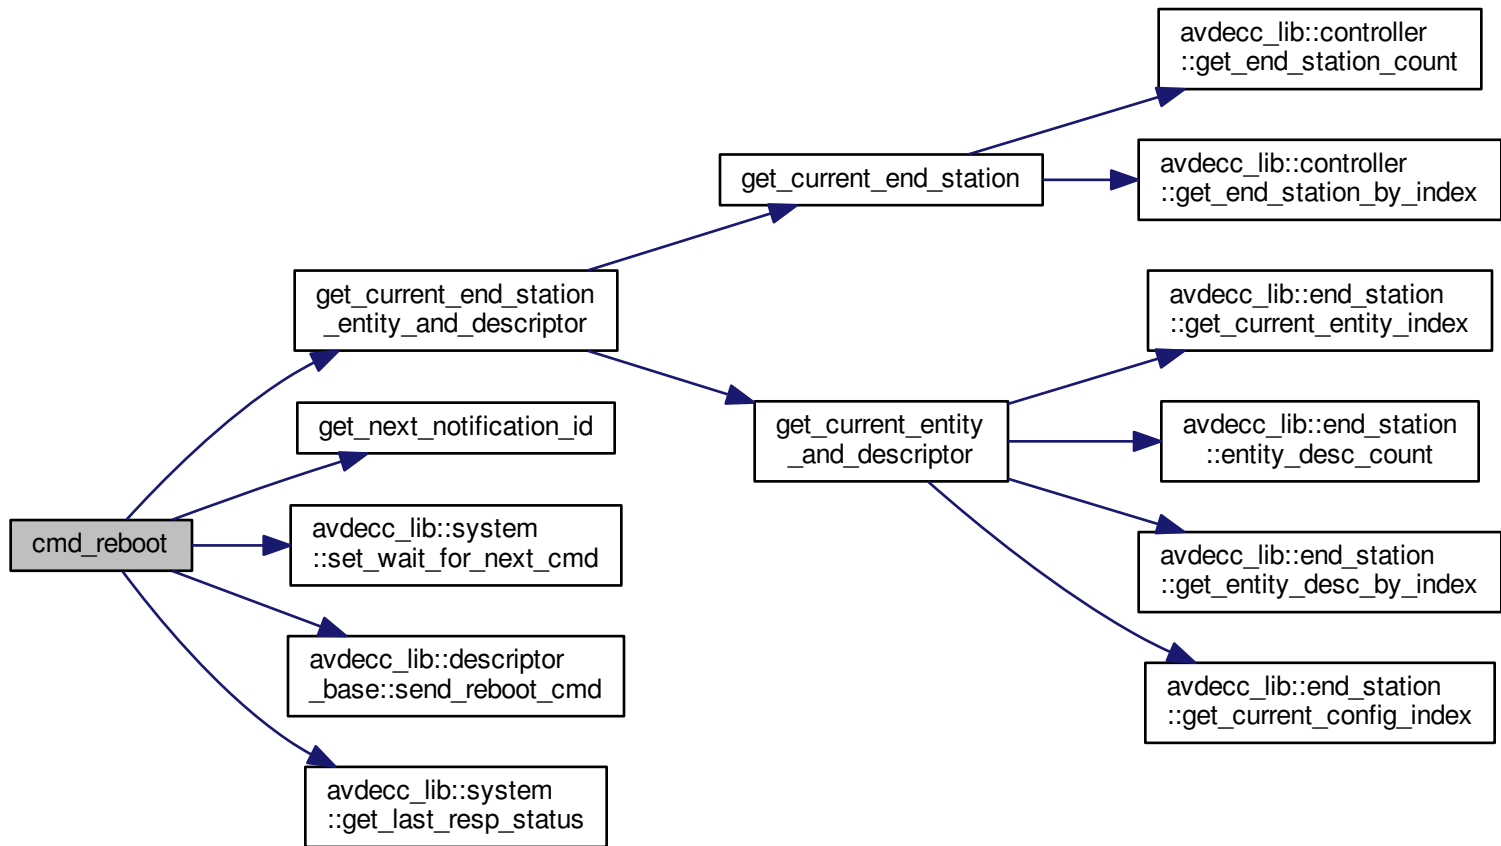 avdecc_lib::controller
::get_end_station_count
avdecc_lib::controller
::get_end_station_by_index
get_current_end_station
get_current_end_station
_entity_and_descriptor
avdecc_lib::end_station
::get_current_entity_index
get_next_notification_id
get_current_entity
_and_descriptor
avdecc_lib::end_station
::entity_desc_count
cmd_reboot
avdecc_lib::system
::set_wait_for_next_cmd
avdecc_lib::end_station
::get_entity_desc_by_index
avdecc_lib::descriptor
_base::send_reboot_cmd
avdecc_lib::end_station
::get_current_config_index
avdecc_lib::system
::get_last_resp_status